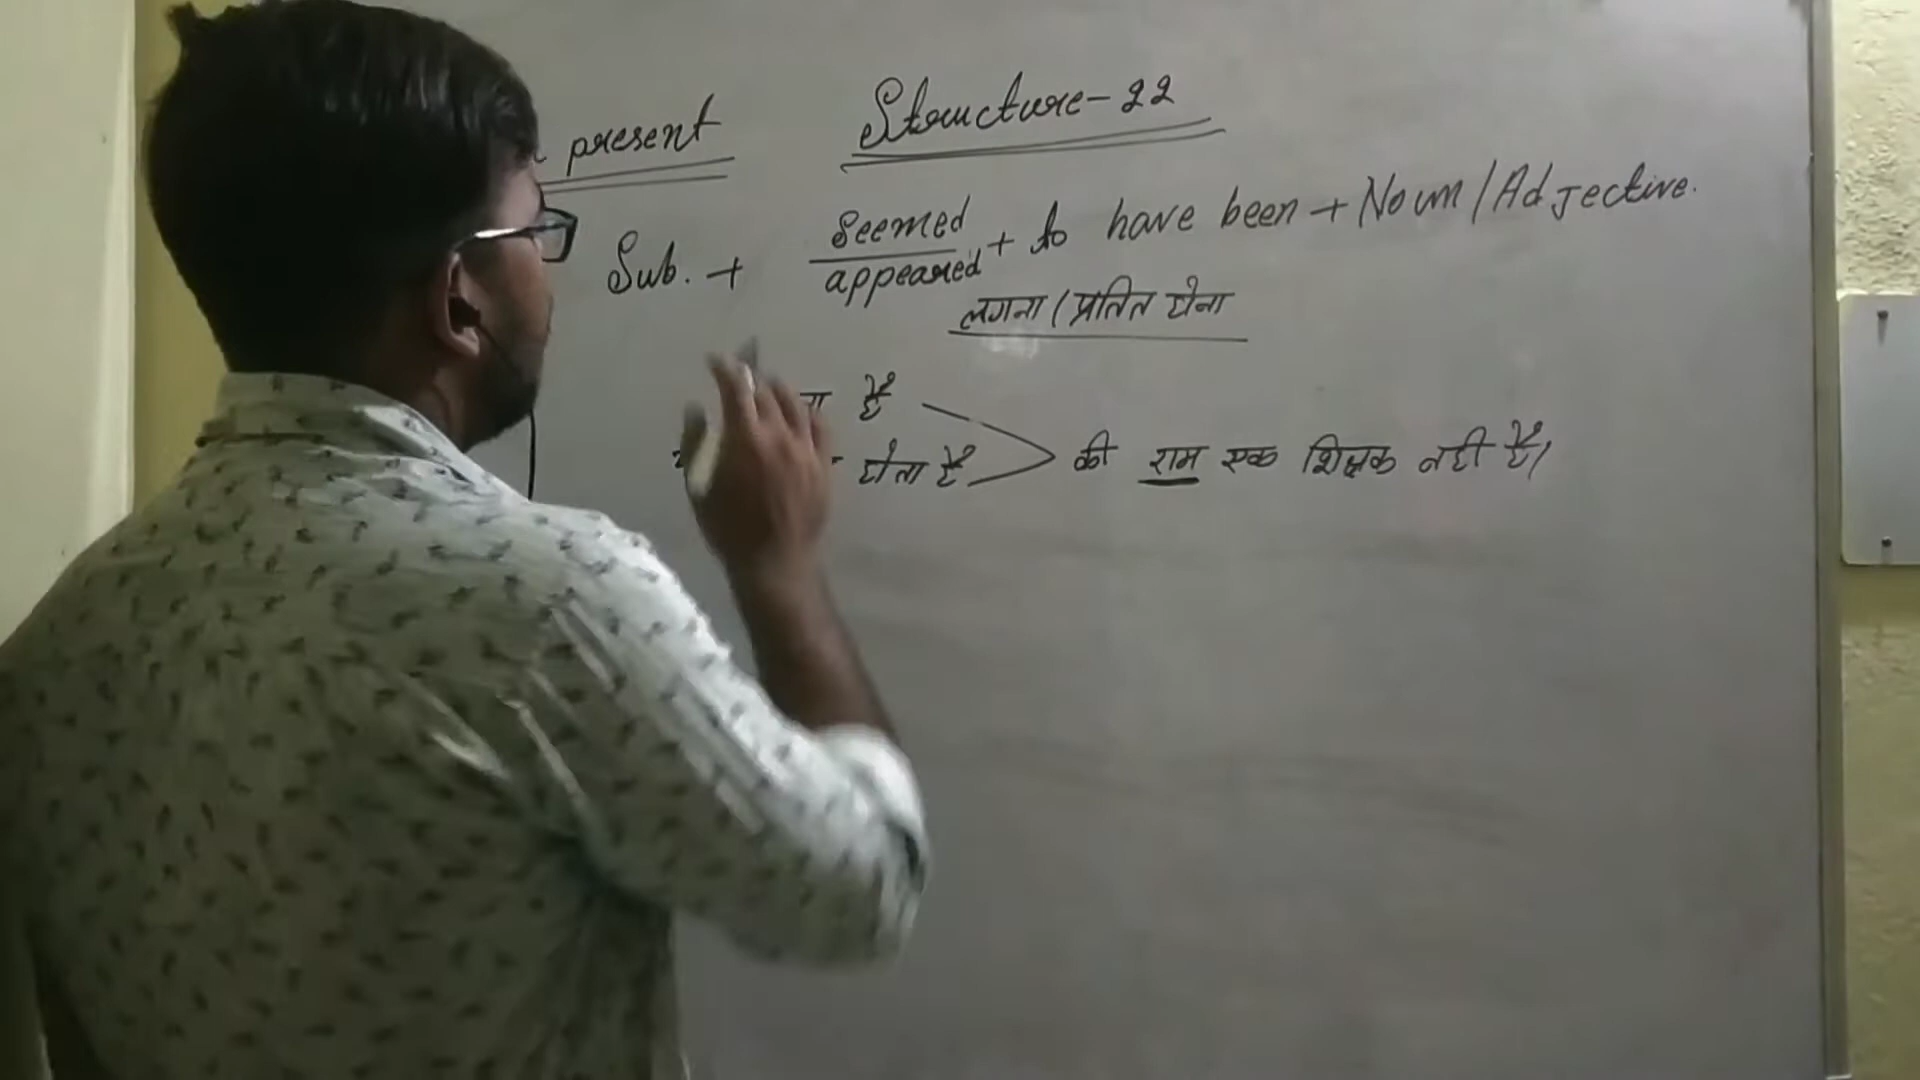 present
Structure-22
Sub. + seemed / appeared + to have been + Noun/Adjective.
लगना (प्रतित होना
है
होता है की राम एक शिक्षक नही है।